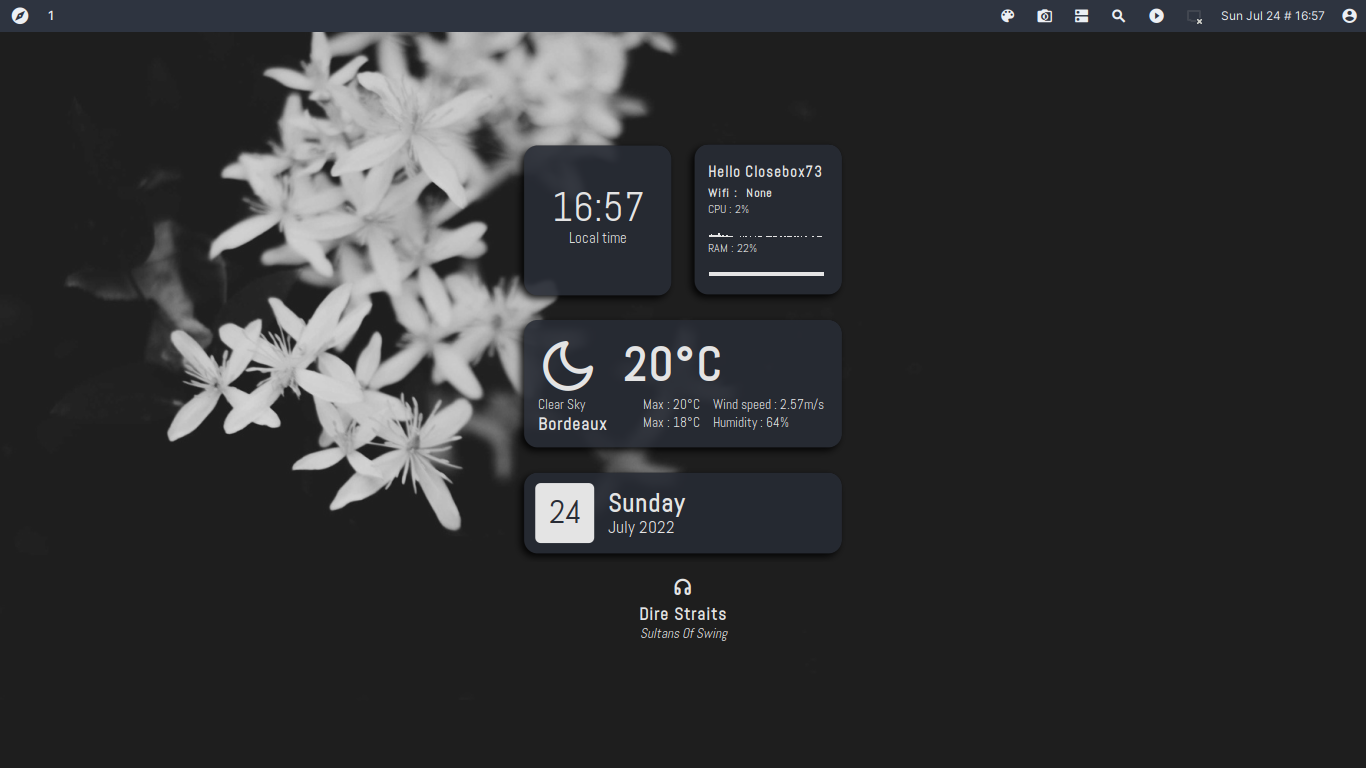 1
Sun Jul 24 # 16:57
16:57
Local time
Hello Closebox73
Wifi : None
CPU : 2%
RAM : 22%
20°C
Clear Sky
Bordeaux
Max : 20°C
Max : 18°C
Wind speed : 2.57m/s
Humidity : 64%
24
Sunday
July 2022
Dire Straits
Sultans Of Swing